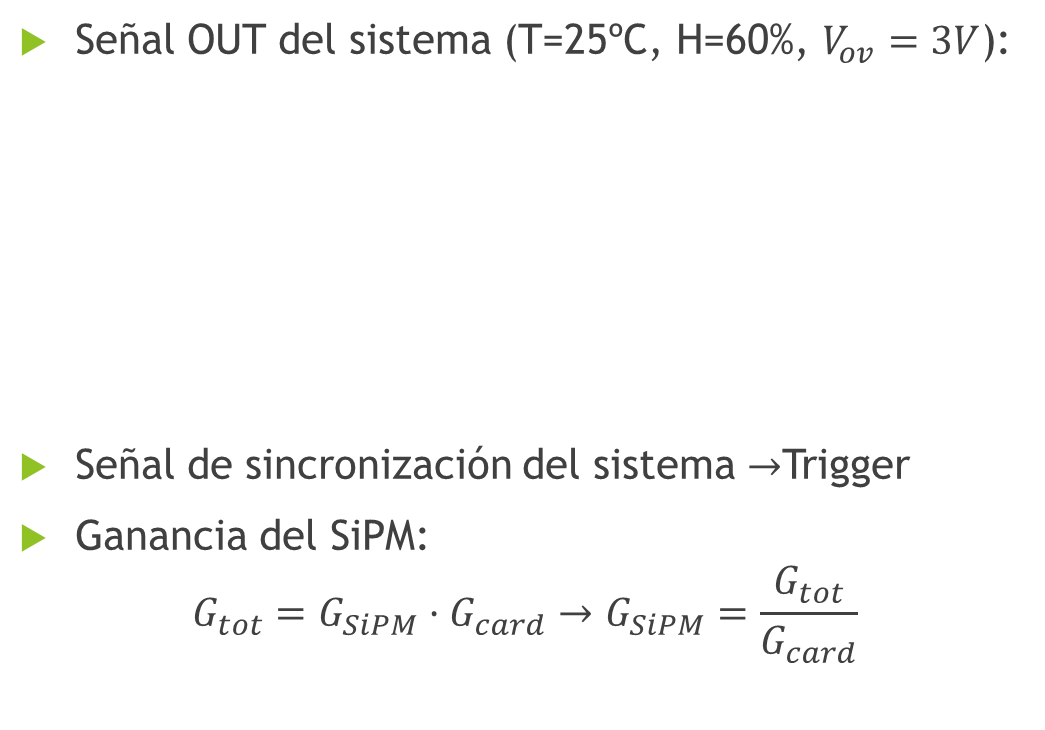 Señal OUT del sistema (T=25ºC, H=60%, V_ov = 3V):
Señal de sincronización del sistema →Trigger
Ganancia del SiPM:
G_tot = G_SiPM · G_card → G_SiPM = G_tot / G_card